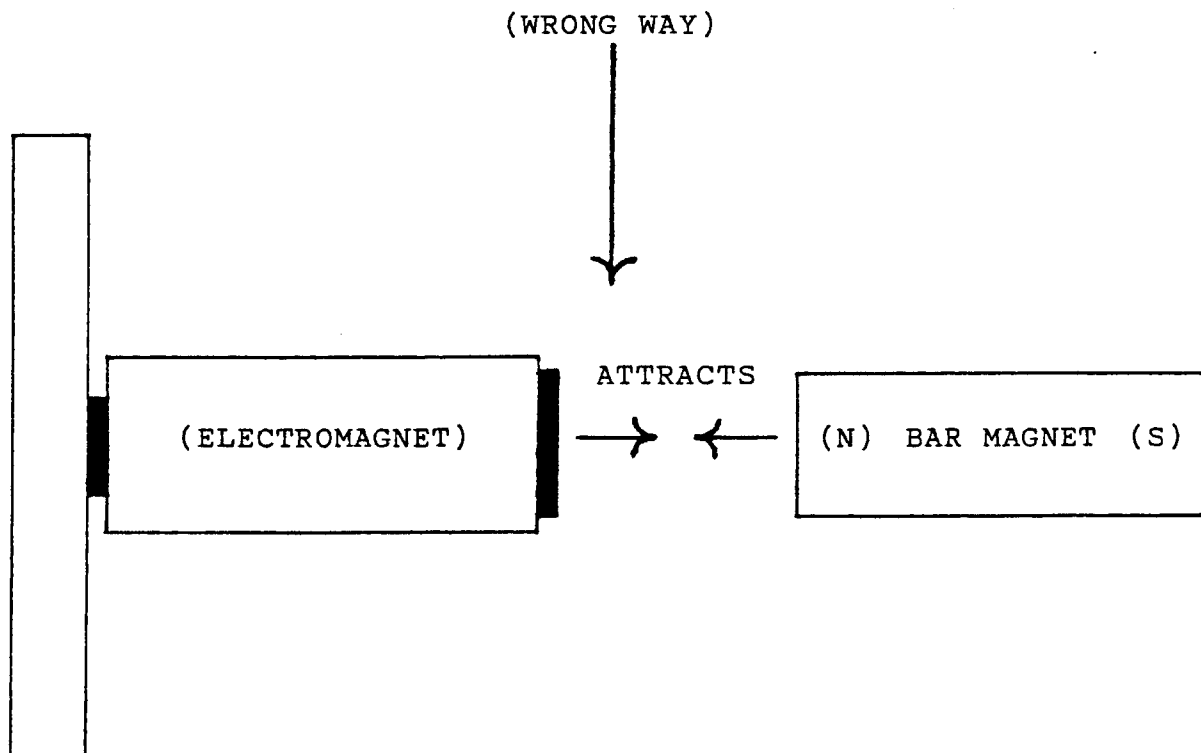 (WRONG WAY)
ATTRACTS
(ELECTROMAGNET)
(N) BAR MAGNET (S)